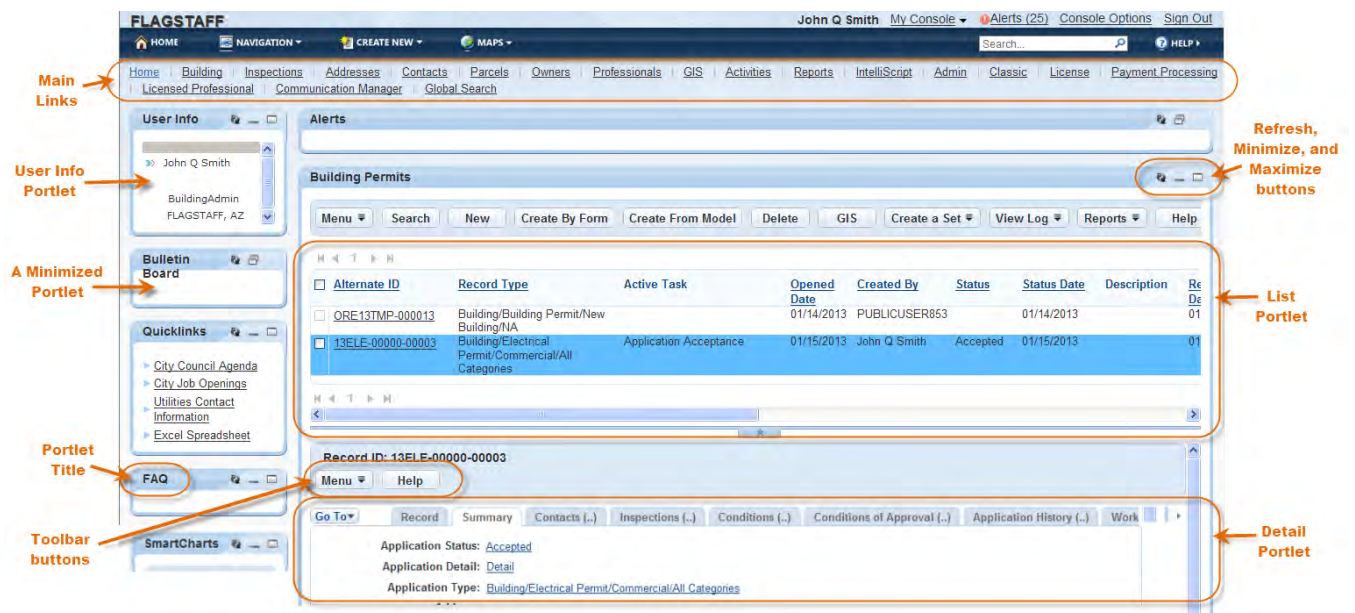 FLAGSTAFF
John Q Smith My Console Alerts (25) Console Options Sign Out
HOME NAVIGATION CREATE NEW MAPS Search... HELP
Main Links
Home Building Inspections Addresses Contacts Parcels Owners Professionals GIS Activities Reports IntelliScript Admin Classic License Payment Processing
Licensed Professional Communication Manager Global Search
User Info
Alerts
Refresh, Minimize, and Maximize buttons
User Info Portlet
John Q Smith
BuildingAdmin
FLAGSTAFF, AZ
Building Permits
Menu Search New Create By Form Create From Model Delete GIS Create a Set View Log Reports Help
A Minimized Portlet
Bulletin Board
1
Alternate ID Record Type Active Task Opened Date Created By Status Status Date Description Re Da
ORE13TMP-000013 Building/Building Permit/New Building/NA 01/14/2013 PUBLICUSER853 01/14/2013 01
13ELE-00000-00003 Building/Electrical Permit/Commercial/All Categories Application Acceptance 01/15/2013 John Q Smith Accepted 01/15/2013 01
1
List Portlet
Quicklinks
City Council Agenda
City Job Openings
Utilities Contact Information
Excel Spreadsheet
Portlet Title
FAQ
Record ID: 13ELE-00000-00003
Menu Help
Toolbar buttons
SmartCharts
Go To Record Summary Contacts (..) Inspections (..) Conditions (..) Conditions of Approval (..) Application History (..) Work
Application Status: Accepted
Application Detail: Detail
Application Type: Building/Electrical Permit/Commercial/All Categories
Detail Portlet